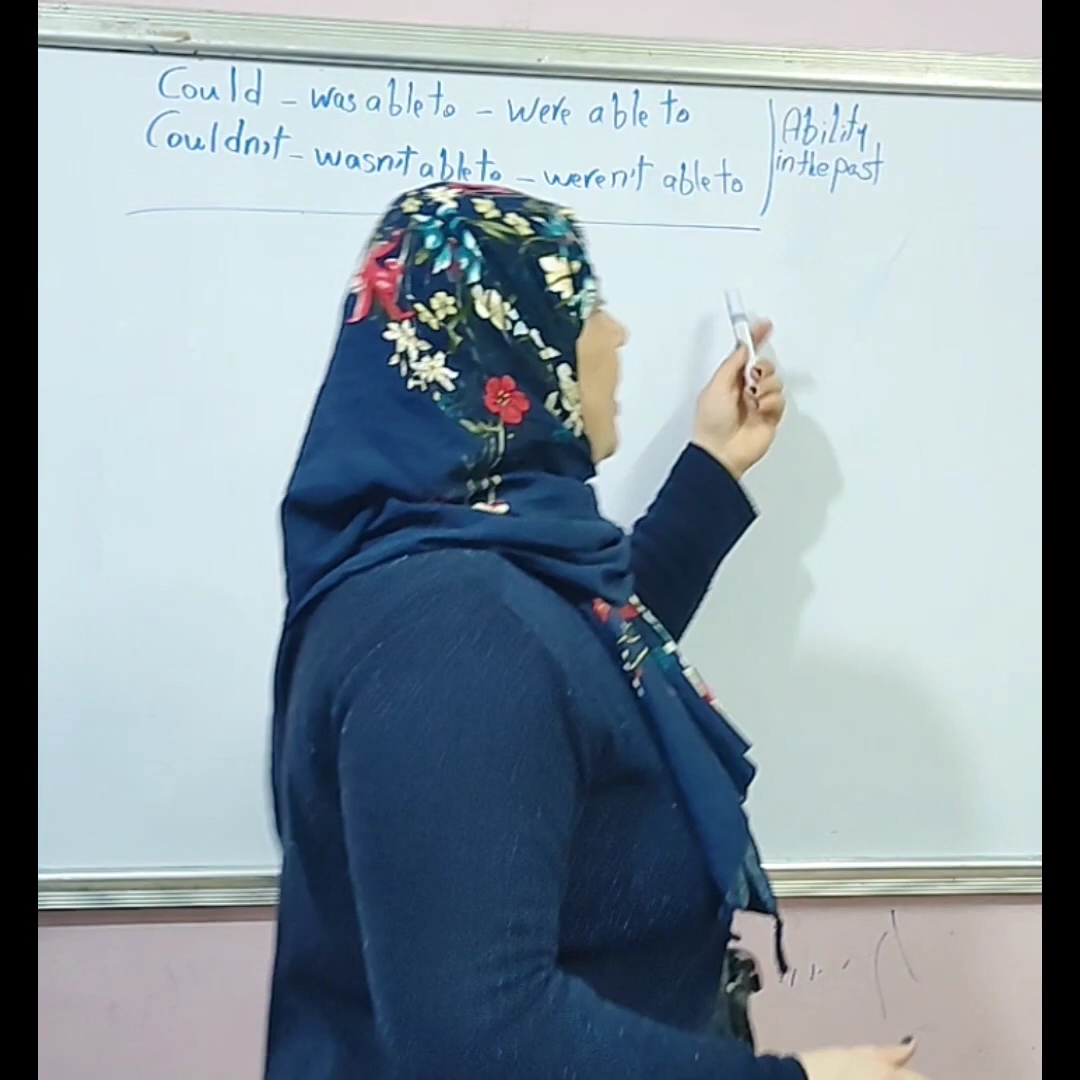 Could - was able to - were able to
Couldn't - wasn't able to - weren't able to
Ability
in the past